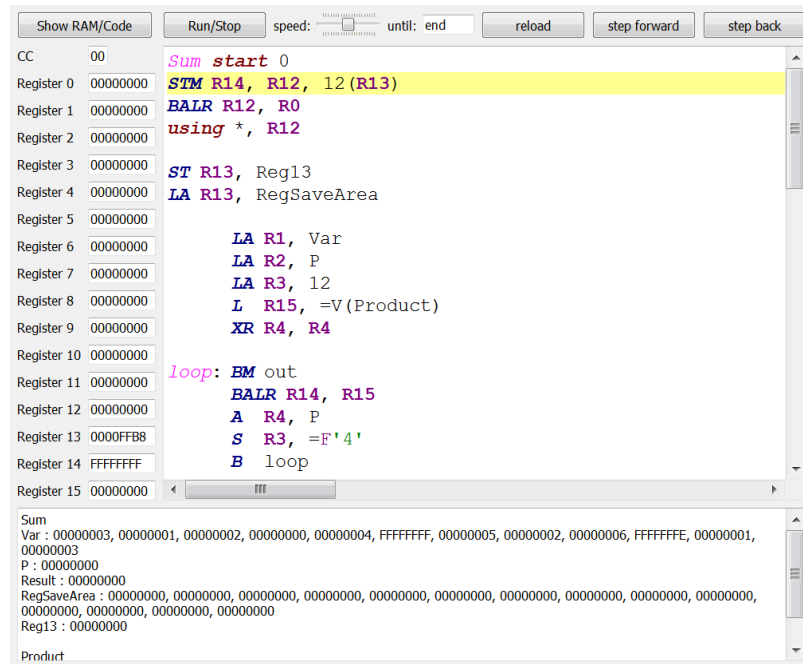 Show RAM/Code Run/Stop speed: until: end reload step forward step back
CC 00
Register 0 00000000
Register 1 00000000
Register 2 00000000
Register 3 00000000
Register 4 00000000
Register 5 00000000
Register 6 00000000
Register 7 00000000
Register 8 00000000
Register 9 00000000
Register 10 00000000
Register 11 00000000
Register 12 00000000
Register 13 0000FFB8
Register 14 FFFFFFFF
Register 15 00000000
Sum start 0
STM R14, R12, 12(R13)
BALR R12, R0
using *, R12
ST R13, Reg13
LA R13, RegSaveArea
LA R1, Var
LA R2, P
LA R3, 12
L R15, =V(Product)
XR R4, R4
loop: BM out
BALR R14, R15
A R4, P
S R3, =F'4'
B loop
Sum
Var : 00000003, 00000001, 00000002, 00000000, 00000004, FFFFFFFF, 00000005, 00000002, 00000006, FFFFFFFE, 00000001,
00000003
P : 00000000
Result : 00000000
RegSaveArea : 00000000, 00000000, 00000000, 00000000, 00000000, 00000000, 00000000, 00000000, 00000000, 00000000,
00000000, 00000000, 00000000, 00000000
Reg13 : 00000000
Product